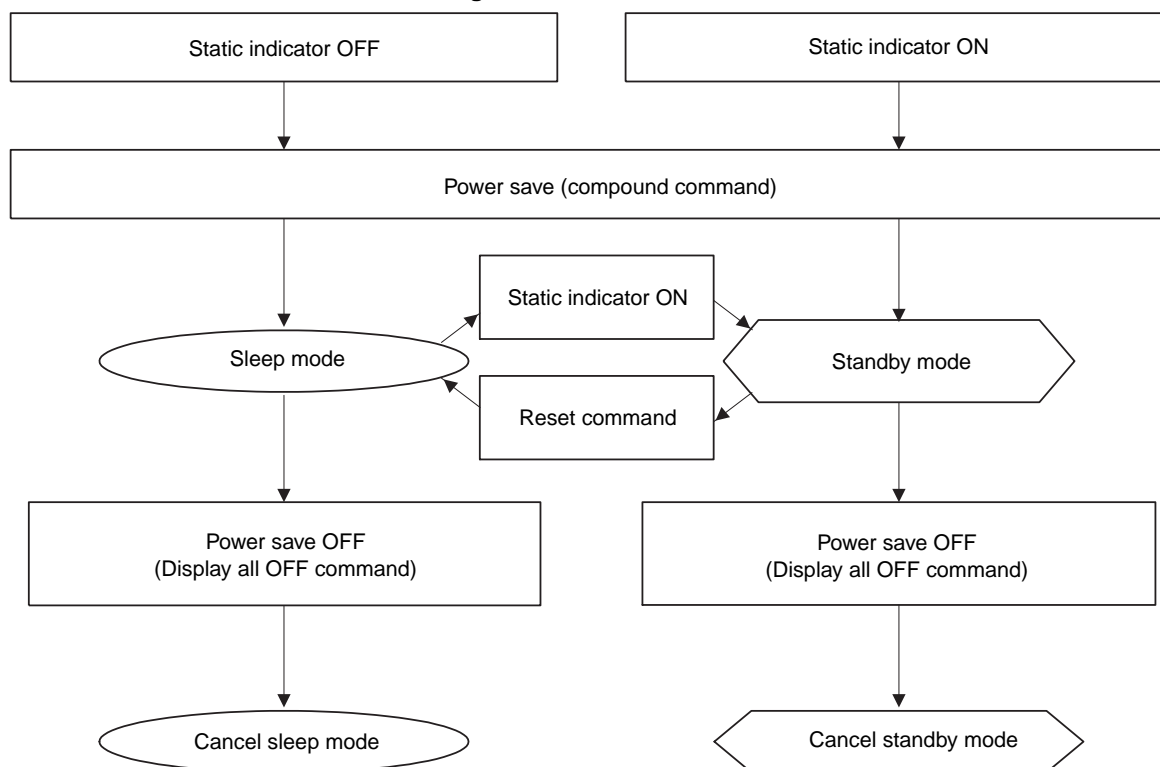 Static indicator OFF
Static indicator ON
Power save (compound command)
Static indicator ON
Sleep mode
Standby mode
Reset command
Power save OFF
(Display all OFF command)
Power save OFF
(Display all OFF command)
Cancel sleep mode
Cancel standby mode